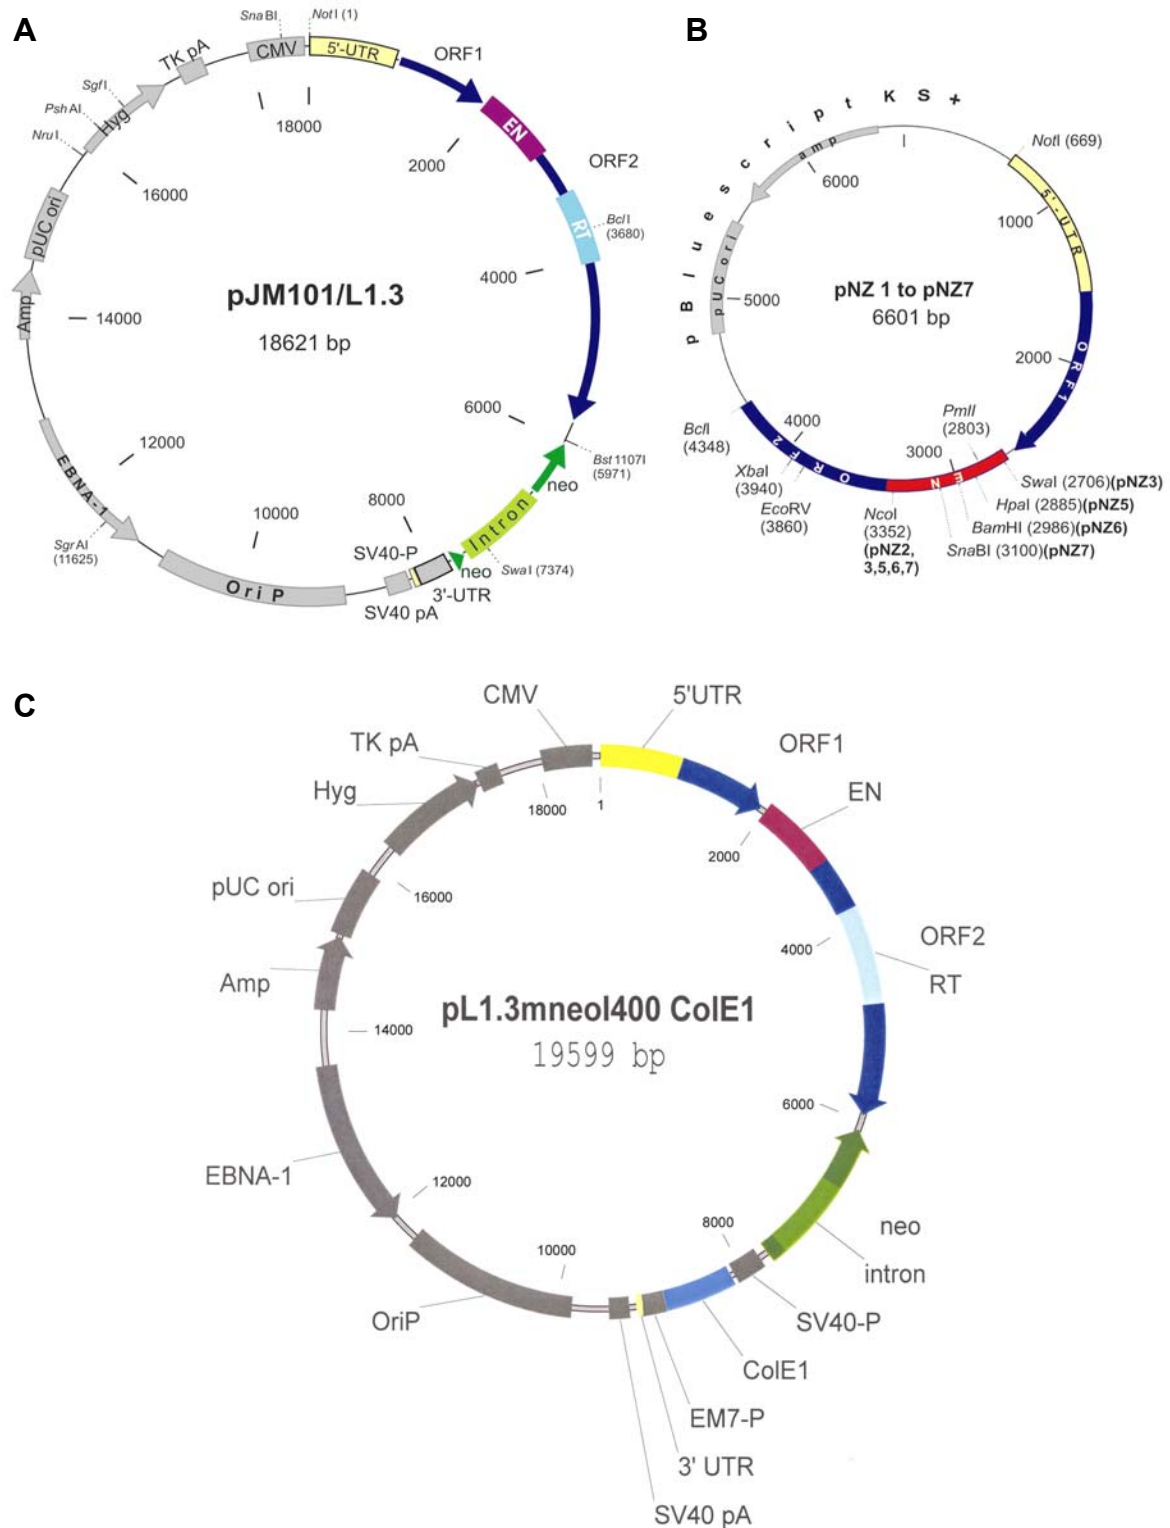 A
SnaBI
NotI (1)
TK pA
CMV
5'-UTR
ORF1
SgfI
PshAI
Hyg
NruI
18000
EN
2000
ORF2
16000
pUC ori
RT
BclI
(3680)
4000
pJM101/L1.3
18621 bp
Amp
14000
6000
Bst1107I
(5971)
neo
12000
EBNA-1
8000
Intron
10000
SgrAI
(11625)
SV40-P
neo
SwaI (7374)
OriP
3'-UTR
SV40 pA
B
pBluescript KS+
amp
NotI (669)
6000
5'-UTR
1000
pUC ori
5000
pNZ 1 to pNZ7
6601 bp
2000
ORF1
PmlI
(2803)
BclI
(4348)
4000
3000
XbaI
(3940)
ORF2
EN
SwaI (2706)(pNZ3)
EcoRV
(3860)
NcoI
(3352)
(pNZ2,
3,5,6,7)
HpaI (2885)(pNZ5)
BamHI (2986)(pNZ6)
SnaBI (3100)(pNZ7)
C
CMV
5'UTR
TK pA
ORF1
Hyg
EN
18000
1
2000
pUC ori
16000
4000
ORF2
RT
Amp
14000
pL1.3mneoI400 ColE1
19599 bp
6000
EBNA-1
12000
8000
neo
10000
intron
OriP
SV40-P
ColE1
EM7-P
3' UTR
SV40 pA